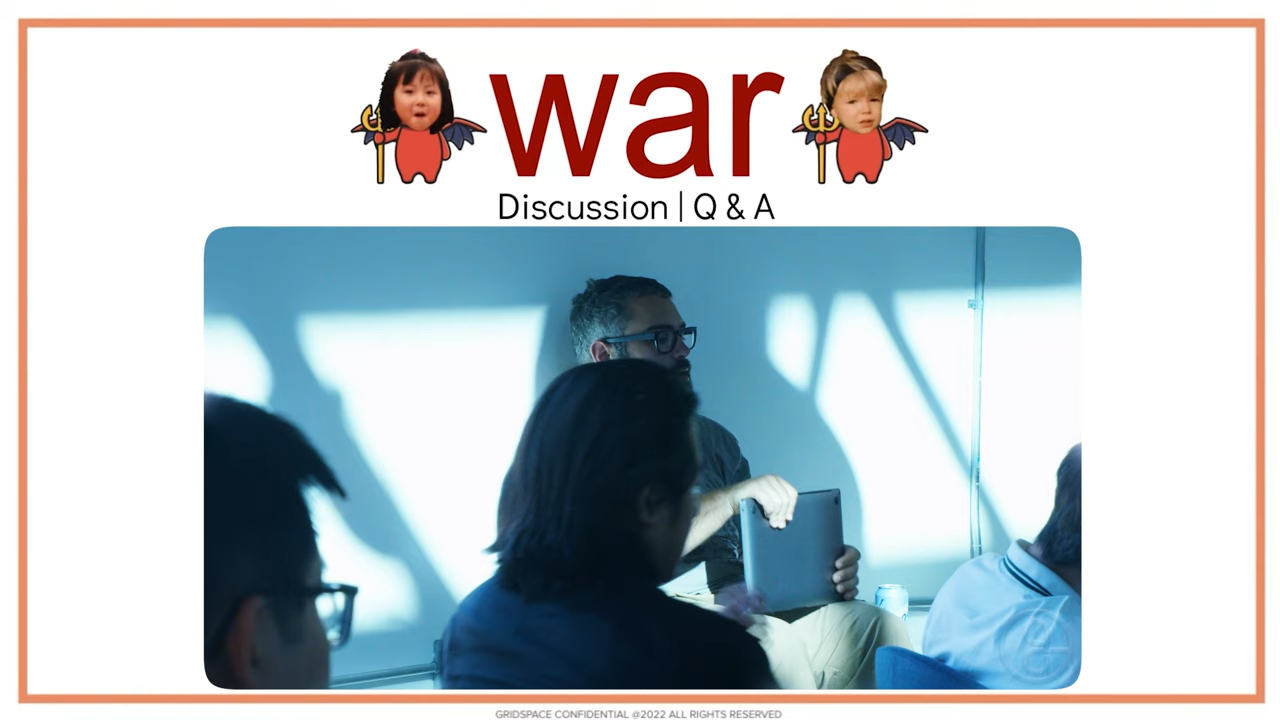 war
Discussion | Q & A
GRIDSPACE CONFIDENTIAL @2022 ALL RIGHTS RESERVED